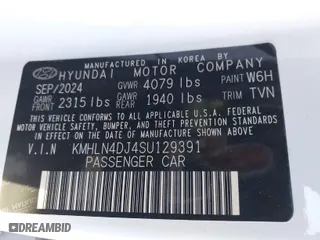 MANUFACTURED IN KOREA BY
HYUNDAI MOTOR COMPANY
SEP/2024 GVWR 4079 lbs PAINT W6H
GAWR FRONT 2315 lbs GAWR REAR 1940 lbs TRIM TVN
THIS VEHICLE CONFORMS TO ALL APPLICABLE
U.S. FEDERAL MOTOR VEHICLE SAFETY,
BUMPER, AND THEFT PREVENTION STANDARDS
IN EFFECT ON THE DATE OF MANUFACTURE
SHOWN ABOVE.
V.I.N KMHLN4DJ4SU129391
PASSENGER CAR
© DEALERSHIPS